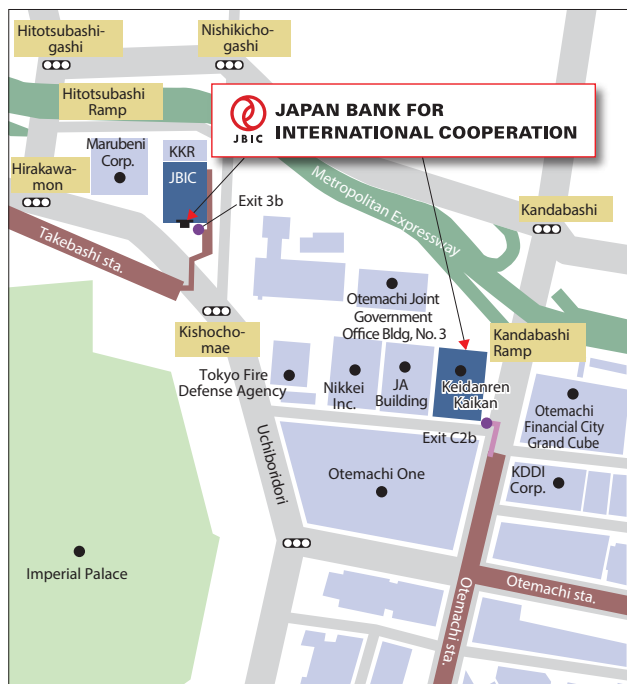 Hitotsubashi-
gashi
Nishikicho-
gashi
Hitotsubashi
Ramp
JBIC
JAPAN BANK FOR
INTERNATIONAL COOPERATION
Marubeni
Corp.
KKR
JBIC
Hirakawa-
mon
Exit 3b
Metropolitan Expressway
Kandabashi
Takebashi sta.
Otemachi Joint
Government
Office Bldg, No. 3
Kishocho-
mae
Kandabashi
Ramp
Tokyo Fire
Defense Agency
Nikkei
Inc.
JA
Building
Keidanren
Kaikan
Otemachi
Financial City
Grand Cube
Exit C2b
Uchiboridori
Otemachi One
KDDI
Corp.
Imperial Palace
Otemachi sta.
Otemachi sta.